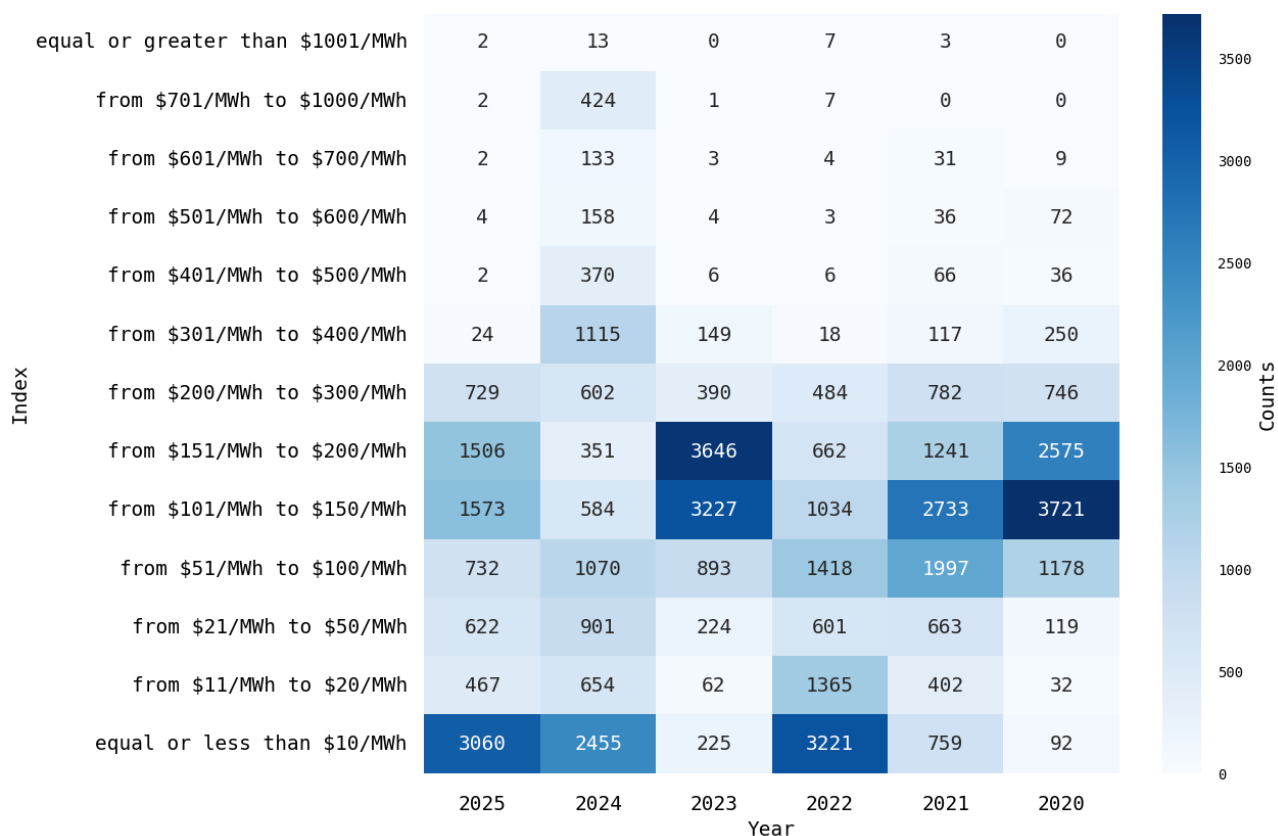 equal or greater than $1001/MWh 2 13 0 7 3 0
from $701/MWh to $1000/MWh 2 424 1 7 0 0
from $601/MWh to $700/MWh 2 133 3 4 31 9
from $501/MWh to $600/MWh 4 158 4 3 36 72
from $401/MWh to $500/MWh 2 370 6 6 66 36
from $301/MWh to $400/MWh 24 1115 149 18 117 250
from $200/MWh to $300/MWh 729 602 390 484 782 746
from $151/MWh to $200/MWh 1506 351 3646 662 1241 2575
from $101/MWh to $150/MWh 1573 584 3227 1034 2733 3721
from $51/MWh to $100/MWh 732 1070 893 1418 1997 1178
from $21/MWh to $50/MWh 622 901 224 601 663 119
from $11/MWh to $20/MWh 467 654 62 1365 402 32
equal or less than $10/MWh 3060 2455 225 3221 759 92
2025 2024 2023 2022 2021 2020
Year
Index
3500
3000
2500
2000
1500
1000
500
0
Counts